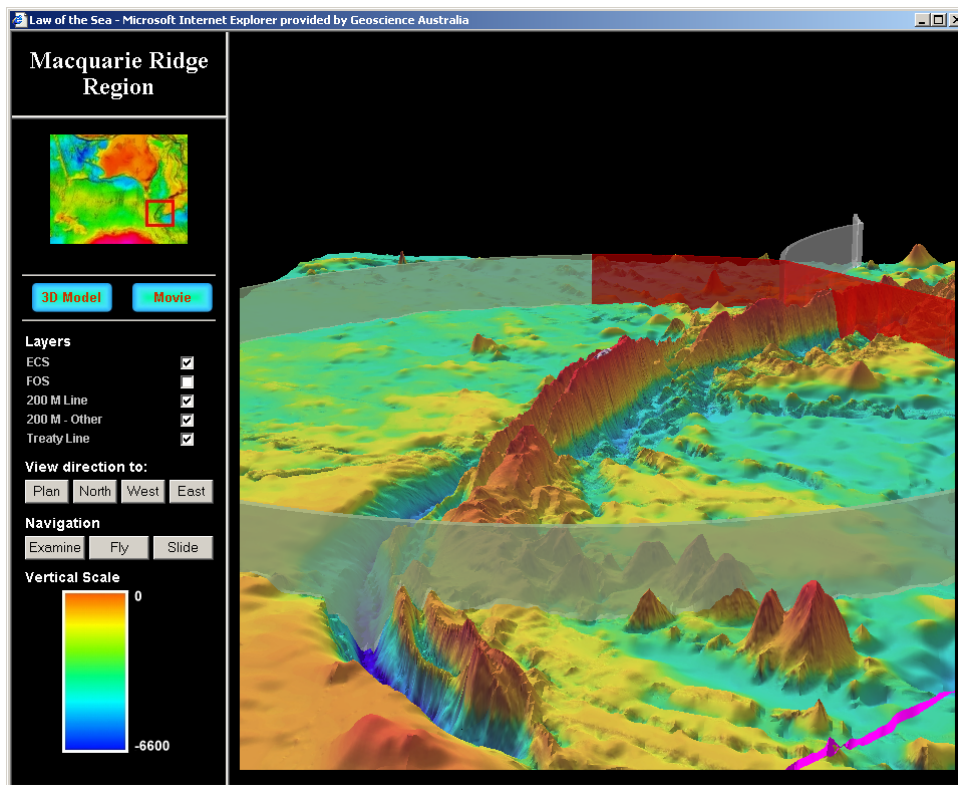 Law of the Sea - Microsoft Internet Explorer provided by Geoscience Australia
Macquarie Ridge
Region
3D Model Movie
Layers
ECS
FOS
200 M Line
200 M - Other
Treaty Line
View direction to:
Plan North West East
Navigation
Examine Fly Slide
Vertical Scale
0
-6600